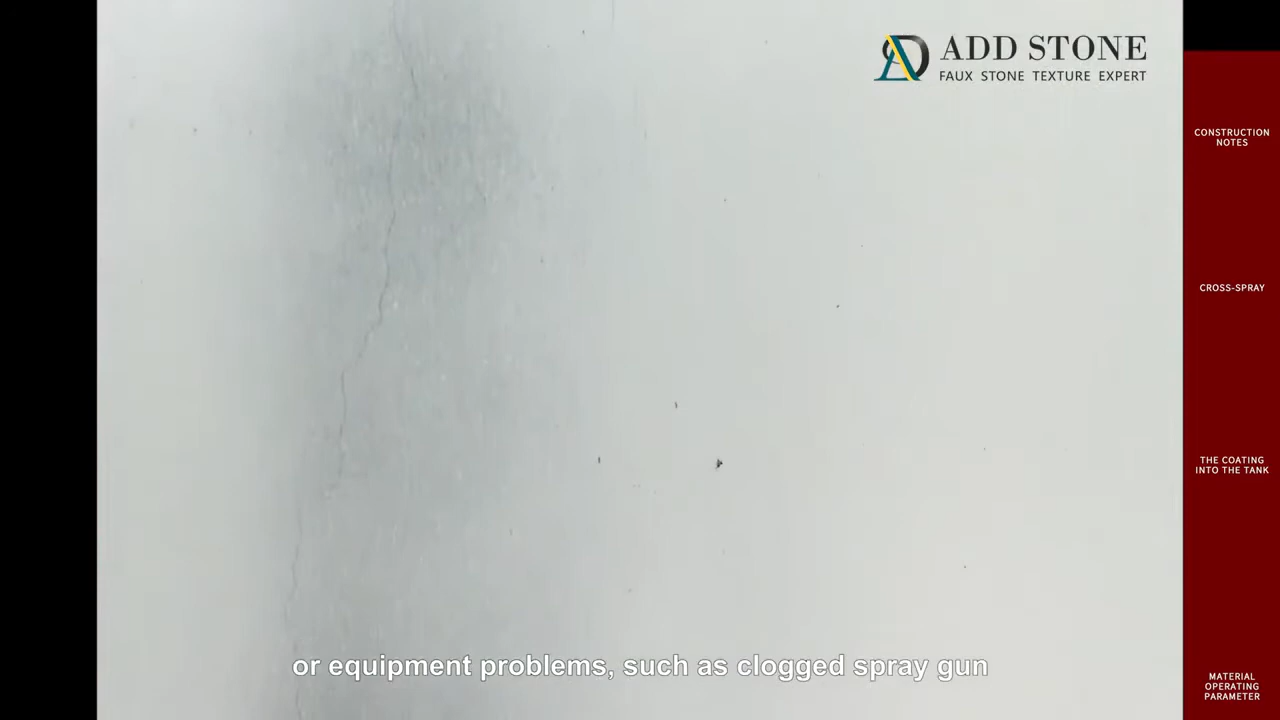 ADD STONE
FAUX STONE TEXTURE EXPERT
CONSTRUCTION
NOTES
CROSS-SPRAY
THE COATING
INTO THE TANK
MATERIAL
OPERATING
PARAMETER
or equipment problems, such as clogged spray gun